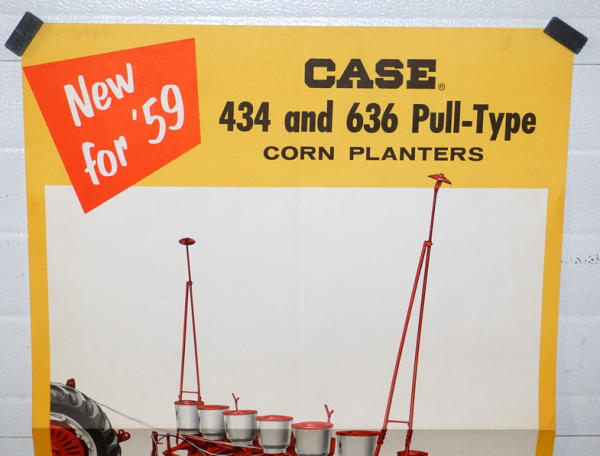 New
for '59
CASE®
434 and 636 Pull-Type
CORN PLANTERS